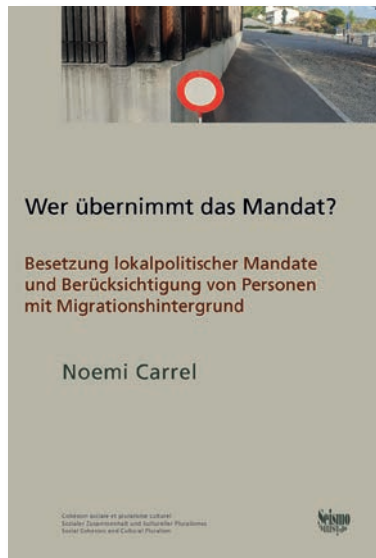 Wer übernimmt das Mandat?
Besetzung lokalpolitischer Mandate
und Berücksichtigung von Personen
mit Migrationshintergrund
Noemi Carrel
Cohésion sociale et pluralisme culturel
Sozialer Zusammenhalt und kultureller Pluralismus
Social Cohesion and Cultural Pluralism
Seismo